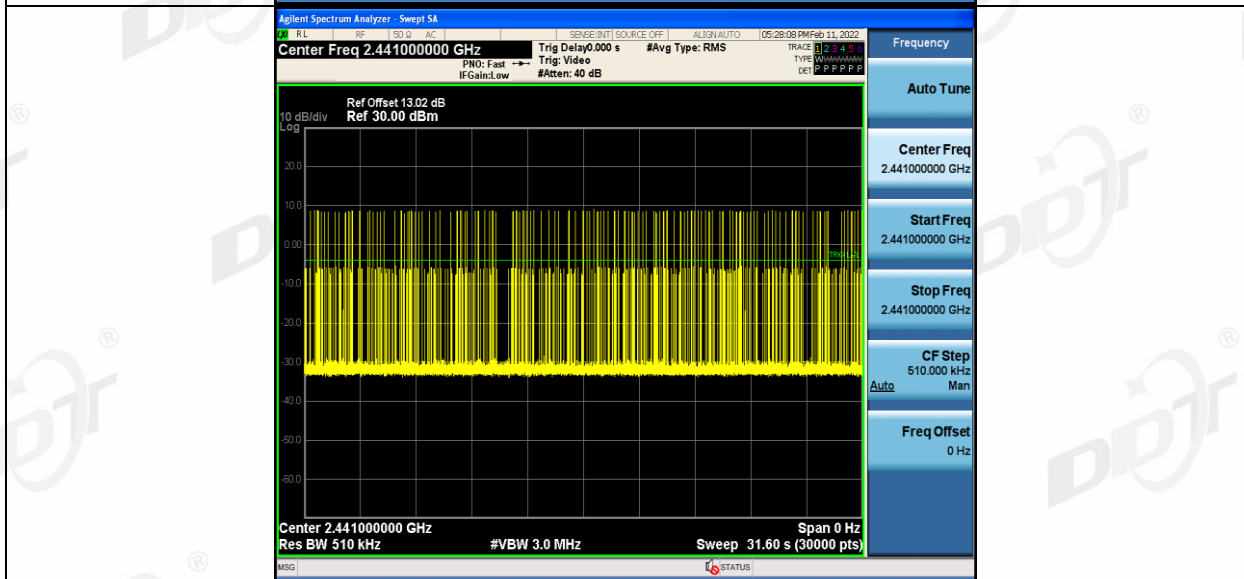 Agilent Spectrum Analyzer - Swept SA
RL RF 50 Ω AC SENSE:INT SOURCE OFF ALIGN AUTO 05:28:08 PM Feb 11, 2022
Center Freq 2.441000000 GHz
PNO: Fast
IFGain:Low
Trig Delay0.000 s
Trig: Video
#Atten: 40 dB
#Avg Type: RMS
TRACE 1 2 3 4 5 6
TYPE
DET P P P P P P
Ref Offset 13.02 dB
10 dB/div Ref 30.00 dBm
Log
20.0
10.0
0.00
-10.0
-20.0
-30.0
-40.0
-50.0
-60.0
Center 2.441000000 GHz
Span 0 Hz
Res BW 510 kHz
#VBW 3.0 MHz
Sweep 31.60 s (30000 pts)
MSG
STATUS
Frequency
Auto Tune
Center Freq
2.441000000 GHz
Start Freq
2.441000000 GHz
Stop Freq
2.441000000 GHz
CF Step
510.000 kHz
Auto Man
Freq Offset
0 Hz
DDT
®